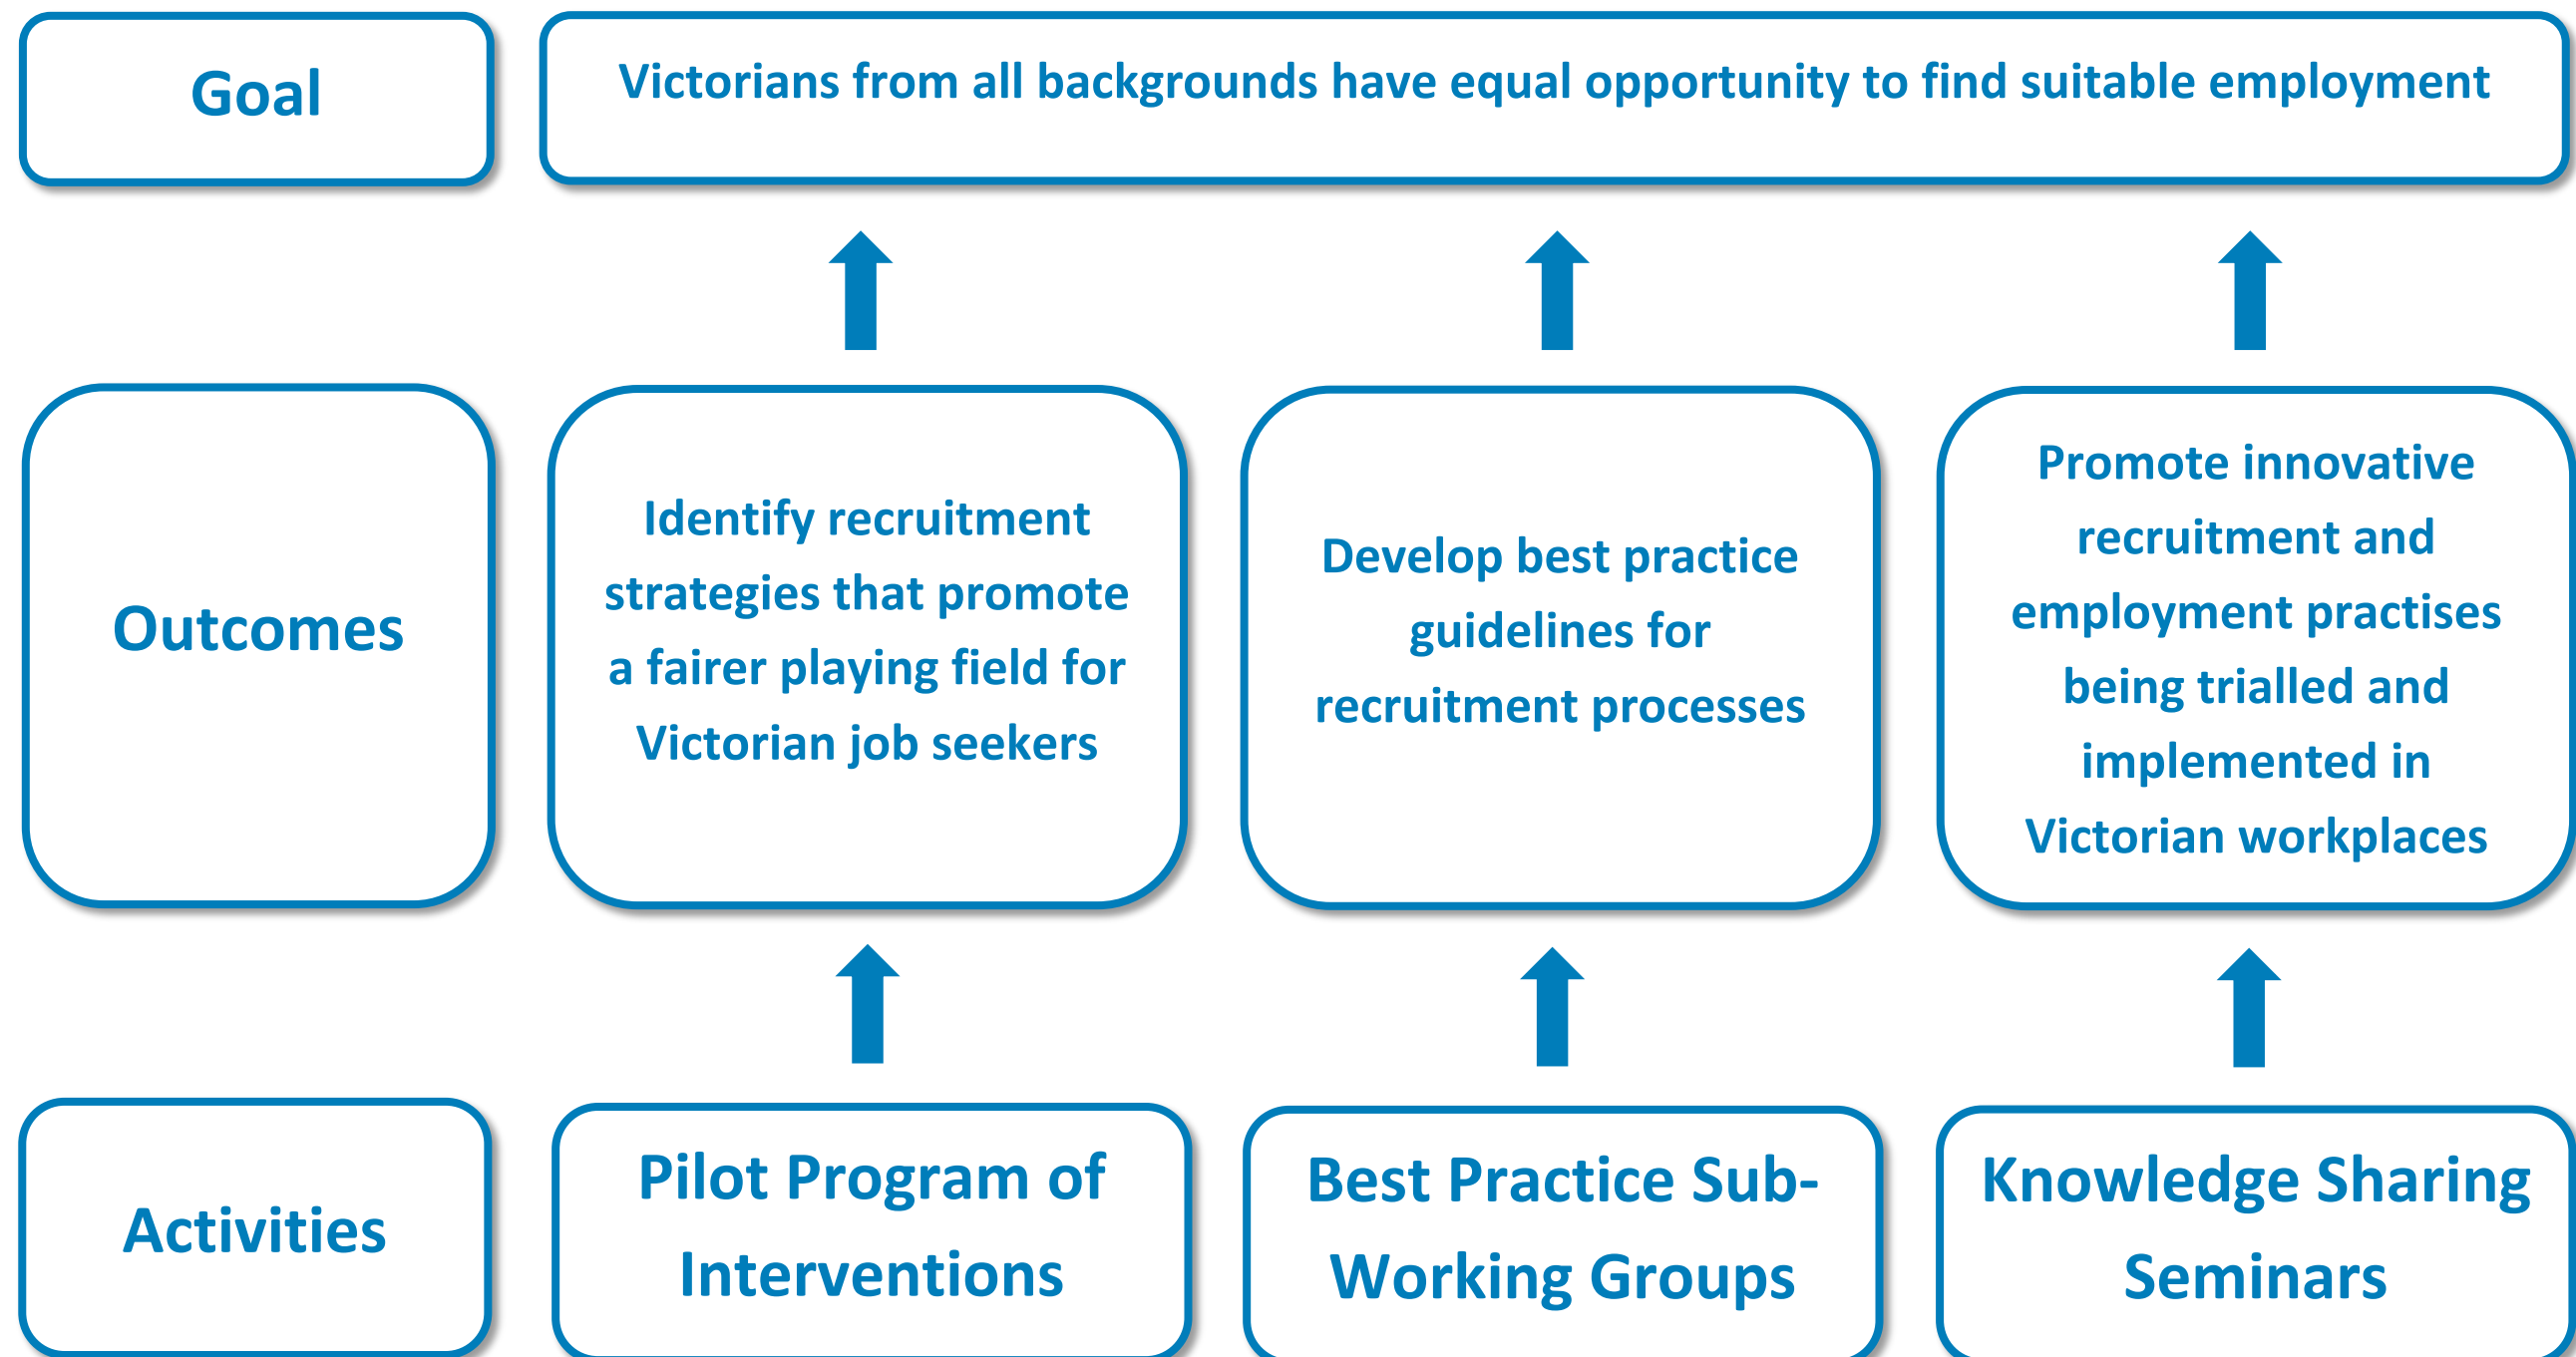 Goal
Victorians from all backgrounds have equal opportunity to find suitable employment
Outcomes
Identify recruitment
strategies that promote
a fairer playing field for
Victorian job seekers
Develop best practice
guidelines for
recruitment processes
Promote innovative
recruitment and
employment practises
being trialled and
implemented in
Victorian workplaces
Activities
Pilot Program of
Interventions
Best Practice Sub-
Working Groups
Knowledge Sharing
Seminars